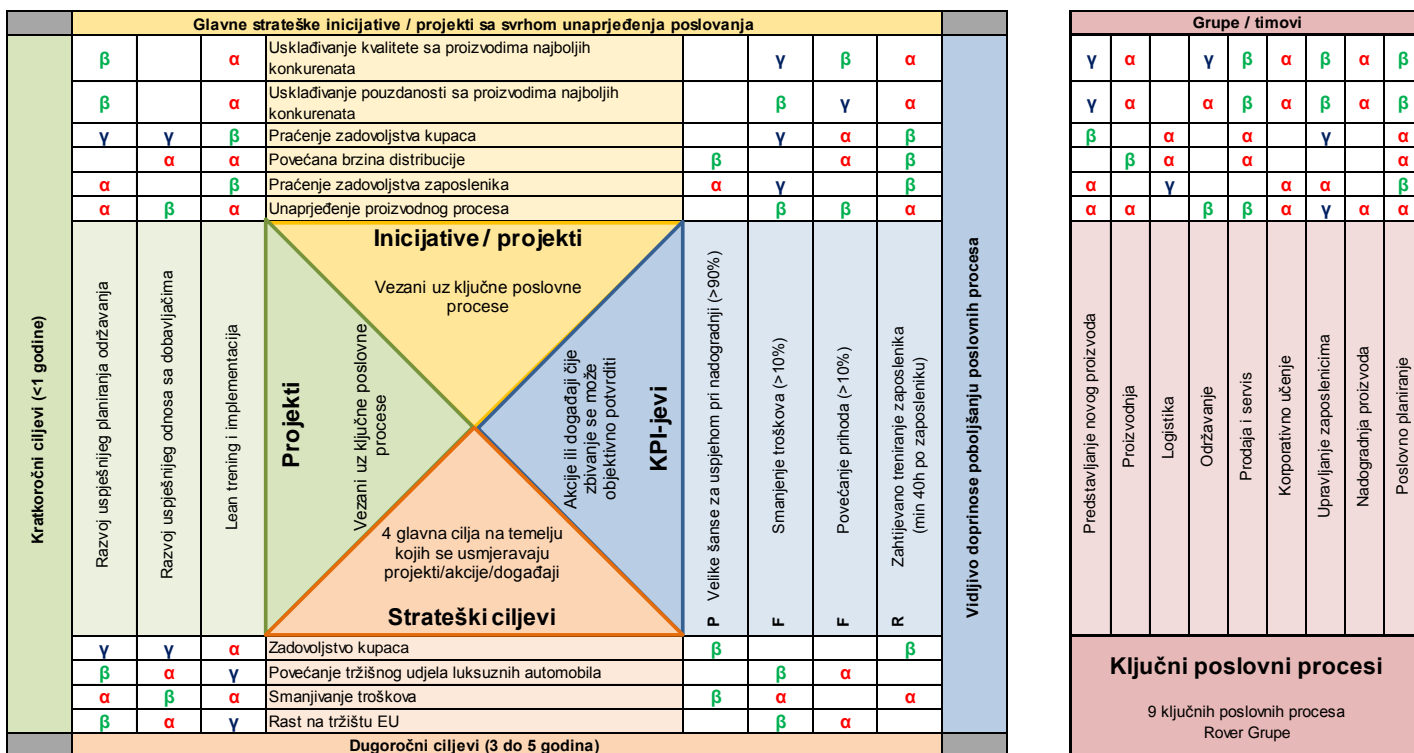 Glavne strateške inicijative / projekti sa svrhom unaprjeđenja poslovanja
Grupe / timovi
β α Usklađivanje kvalitete sa proizvodima najboljih
konkurenata γ β α γ α γ β α β α β
β α Usklađivanje pouzdanosti sa proizvodima najboljih
konkurenata β γ α γ α α β α β α β
γ γ β Praćenje zadovoljstva kupaca γ α β β α α γ α
α α Povećana brzina distribucije β α β β α α α
α β Praćenje zadovoljstva zaposlenika α γ β α γ α α β
α β α Unaprjeđenje proizvodnog procesa β β α α α β β α γ α α
Kratkoročni ciljevi (<1 godine)
Razvoj uspješnijeg planiranja održavanja
Razvoj uspješnijeg odnosa sa dobavljačima
Lean trening i implementacija
Inicijative / projekti
Vezani uz ključne poslovne
procese
Projekti
Vezani uz ključne poslovne
procese
Akcije ili događaji čije
zbivanje se može
objektivno potvrditi
KPI-jevi
4 glavna cilja na temelju
kojih se usmjeravaju
projekti/akcije/događaji
Strateški ciljevi
P Velike šanse za uspjehom pri nadogradnji (>90%)
F Smanjenje troškova (>10%)
F Povećanje prihoda (>10%)
R Zahtijevano treniranje zaposlenika
(min 40h po zaposleniku)
Vidljivo doprinose poboljšanju poslovnih procesa
Predstavljanje novog proizvoda
Proizvodnja
Logistika
Održavanje
Prodaja i servis
Korporativno učenje
Upravljanje zaposlenicima
Nadogradnja proizvoda
Poslovno planiranje
γ γ α Zadovoljstvo kupaca β β
β α γ Povećanje tržišnog udjela luksuznih automobila β α
α β α Smanjivanje troškova β α α
β α γ Rast na tržištu EU β α
Dugoročni ciljevi (3 do 5 godina)
Ključni poslovni procesi
9 ključnih poslovnih procesa
Rover Grupe